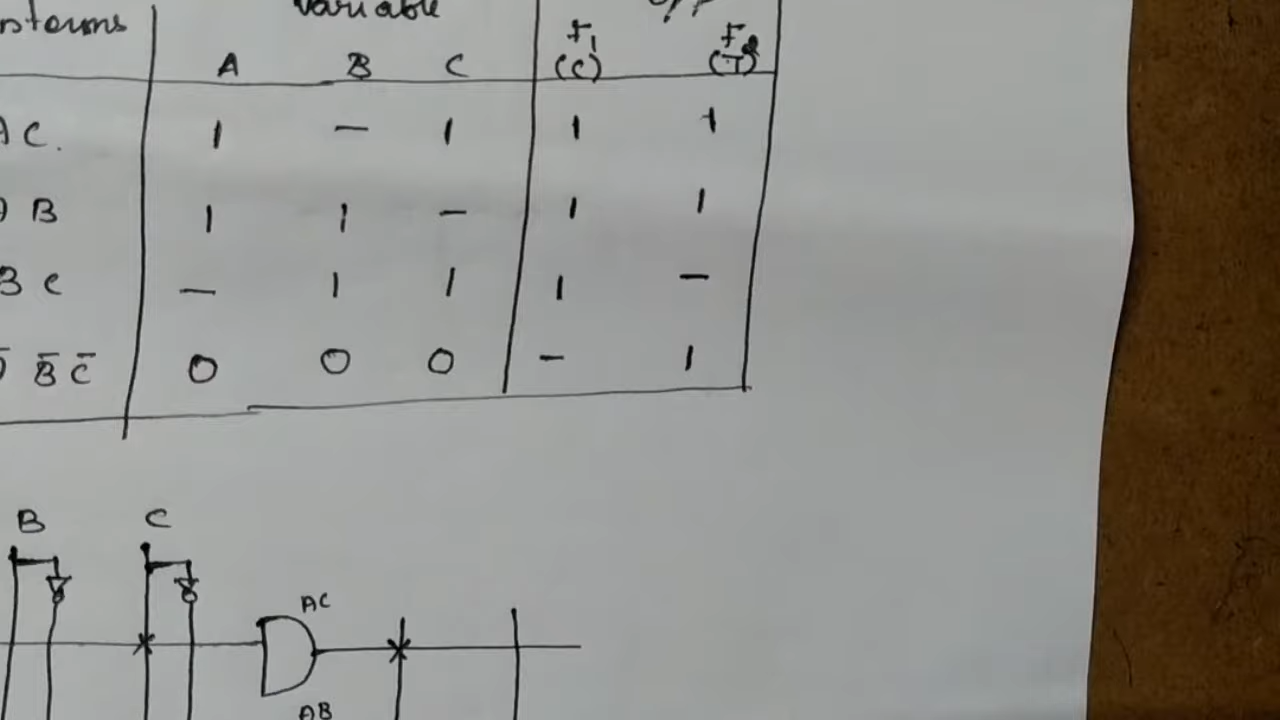 variable
A B C F1 F2
(C) (T)
AC. 1 - 1 1 1
B 1 1 - 1 1
BC - 1 1 1 -
B̅ C̅ 0 0 0 - 1
B C
AC
AB